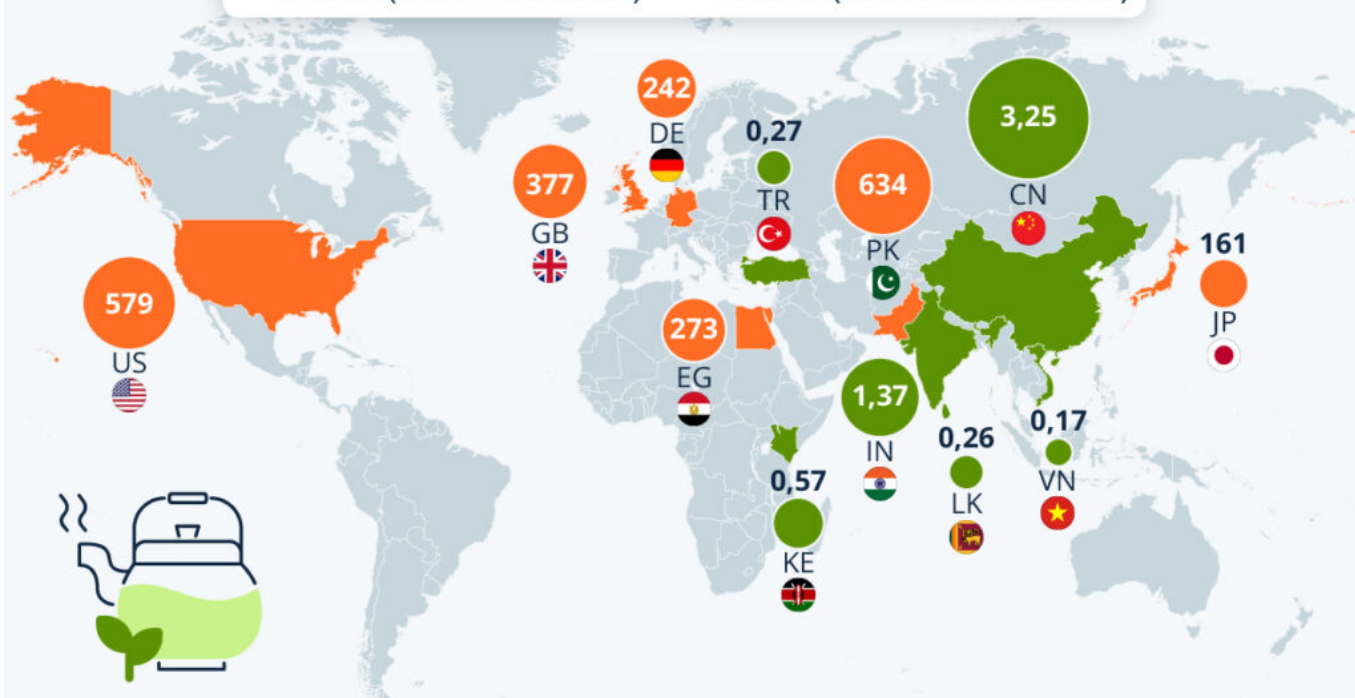 242
DE
0,27
TR
3,25
CN
377
GB
634
PK
161
JP
579
US
273
EG
1,37
IN
0,26
LK
0,17
VN
0,57
KE